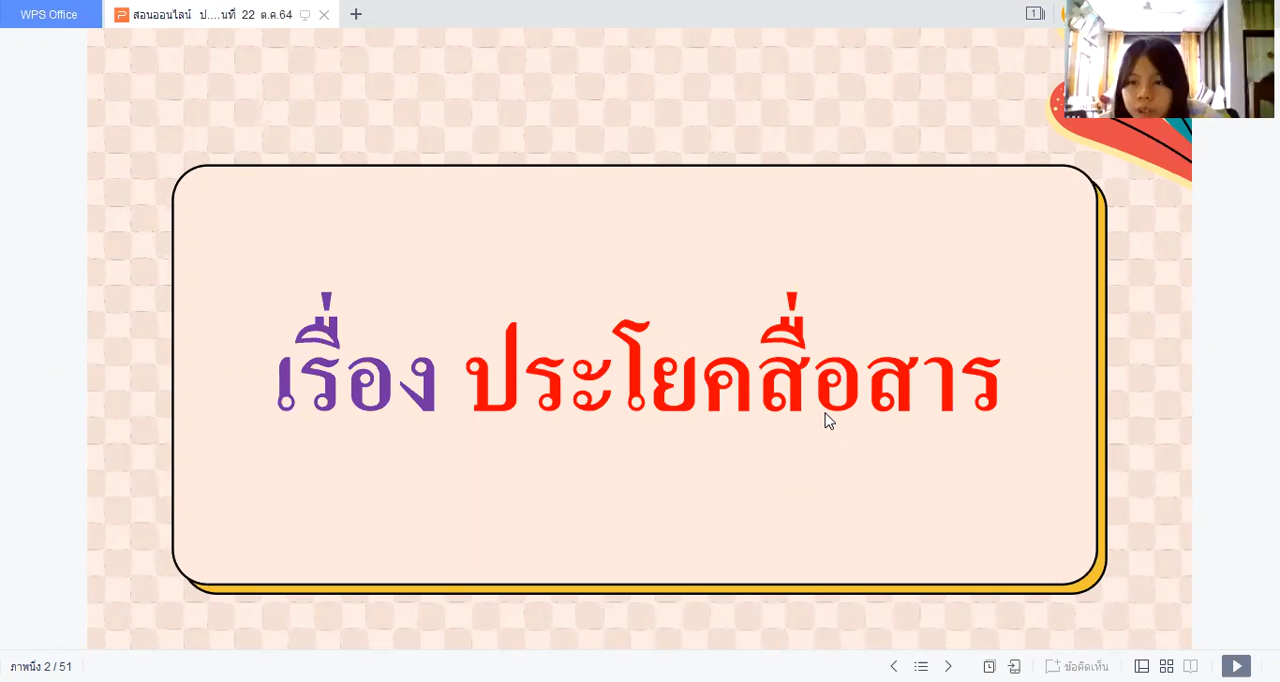 WPS Office
สอนออนไลน์ ป....นที่ 22 ต.ค.64
1
เรื่อง ประโยคสื่อสาร
ภาพนิ่ง 2 / 51
ข้อคิดเห็น